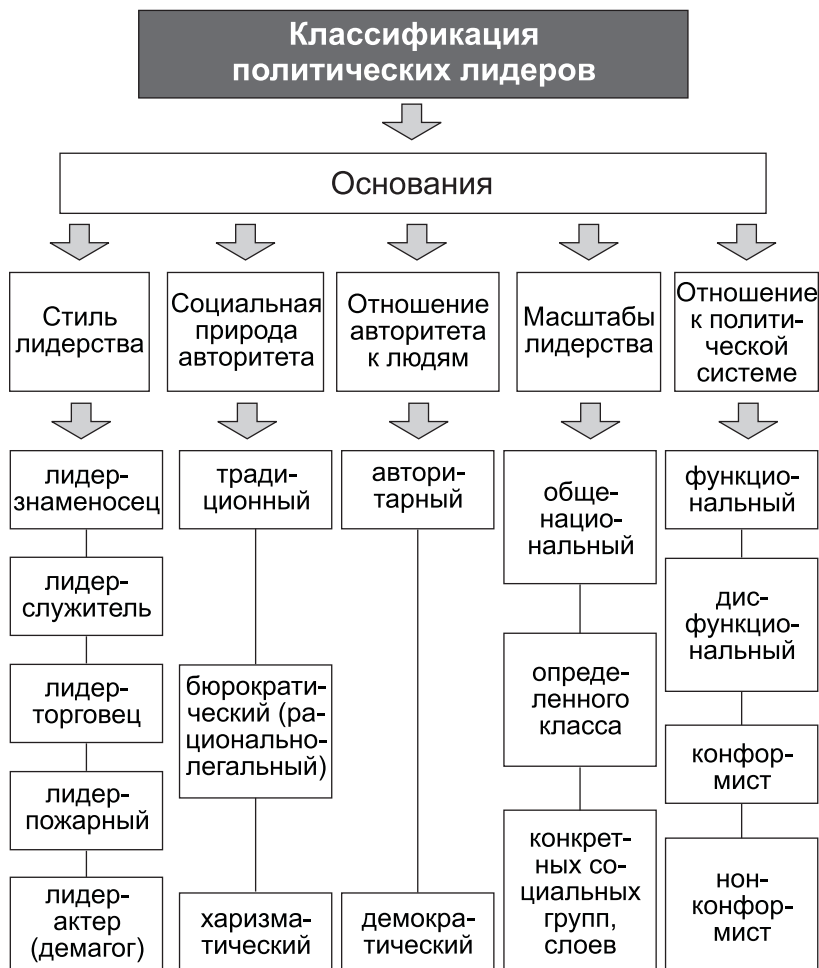 Классификация
политических лидеров
Основания
Стиль
лидерства
Социальная
природа
авторитета
Отношение
авторитета
к людям
Масштабы
лидерства
Отношение
к полити-
ческой
системе
лидер-
знаменосец
лидер-
служитель
лидер-
торговец
лидер-
пожарный
лидер-
актер
(демагог)
тради-
ционный
бюрократи-
ческий (ра-
ционально-
легальный)
харизма-
тический
автори-
тарный
демокра-
тический
обще-
нацио-
нальный
опреде-
ленного
класса
конкрет-
ных со-
циальных
групп,
слоев
функцио-
нальный
дис-
функцио-
нальный
конфор-
мист
нон-
конфор-
мист